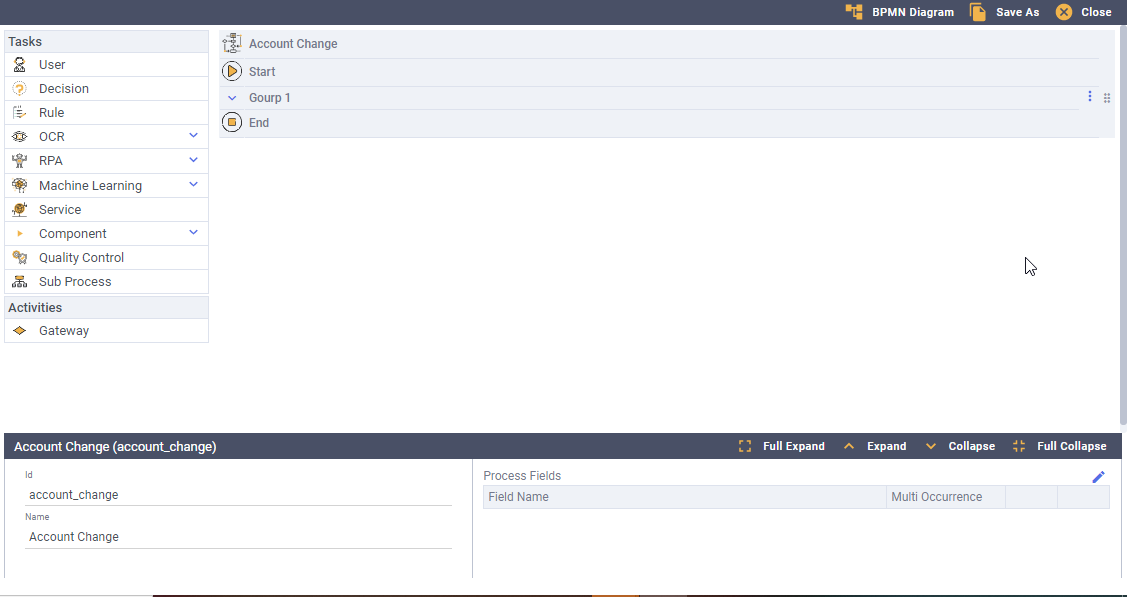 BPMN Diagram Save As Close
Tasks
User
Decision
Rule
OCR
RPA
Machine Learning
Service
Component
Quality Control
Sub Process
Activities
Gateway
Account Change
Start
Gourp 1
End
Account Change (account_change) Full Expand Expand Collapse Full Collapse
Id
account_change
Name
Account Change
Process Fields
Field Name Multi Occurrence